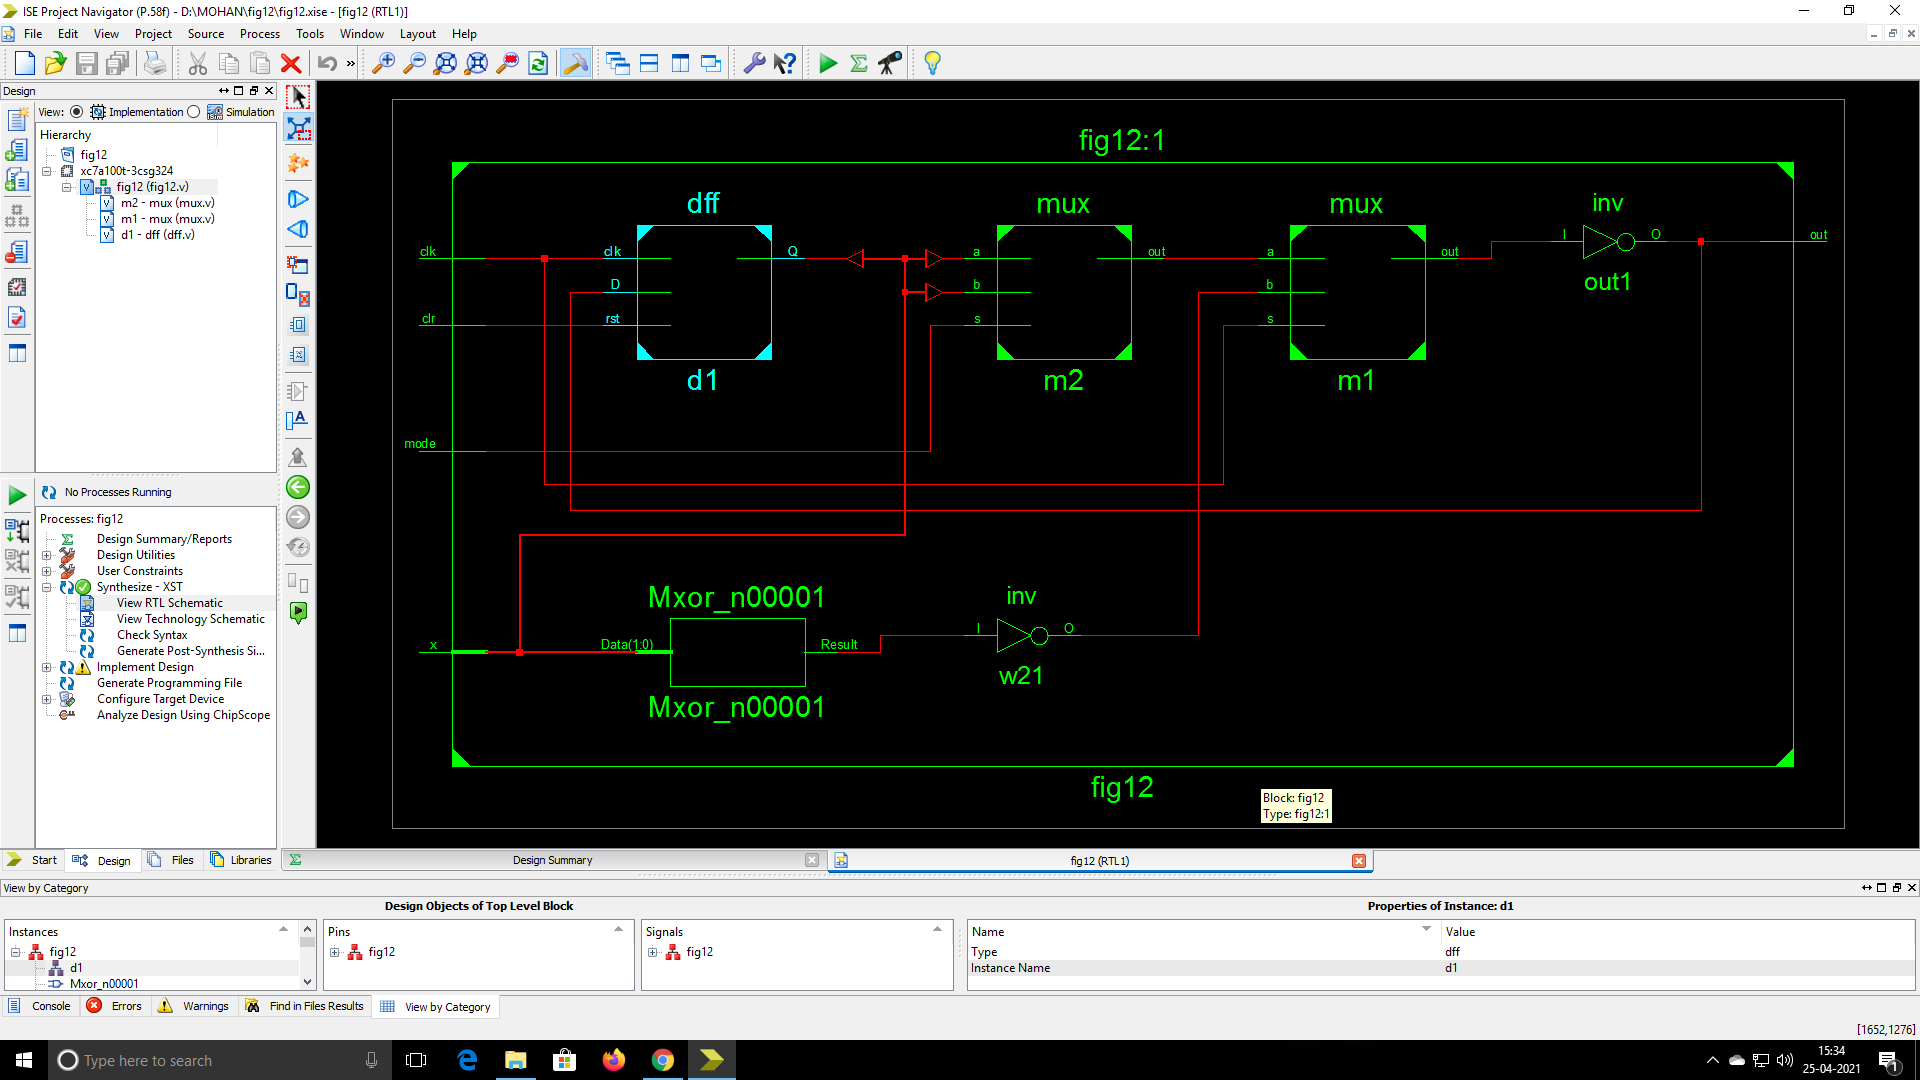 ISE Project Navigator (P.58f) - D:\MOHAN\fig12\fig12.xise - [fig12 (RTL1)]
File Edit View Project Source Process Tools Window Layout Help
Design
View: Implementation Simulation
Hierarchy
fig12
xc7a100t-3csg324
fig12 (fig12.v)
m2 - mux (mux.v)
m1 - mux (mux.v)
d1 - dff (dff.v)
No Processes Running
Processes: fig12
Design Summary/Reports
Design Utilities
User Constraints
Synthesize - XST
View RTL Schematic
View Technology Schematic
Check Syntax
Generate Post-Synthesis Si...
Implement Design
Generate Programming File
Configure Target Device
Analyze Design Using ChipScope
Start Design Files Libraries
fig12:1
dff mux mux inv
clk clk Q a out a out I O out
D b b
out1
clr rst s s
d1 m2 m1
mode
Mxor_n00001 inv
x Data(1:0) Result I O
w21
Mxor_n00001
fig12
Block: fig12
Type: fig12:1
Design Summary fig12 (RTL1)
View by Category
Design Objects of Top Level Block Properties of Instance: d1
Instances Pins Signals Name Value
fig12 fig12 fig12 Type dff
d1 Instance Name d1
Mxor_n00001
Console Errors Warnings Find in Files Results View by Category
[1652,1276]
Type here to search
15:34
25-04-2021
1